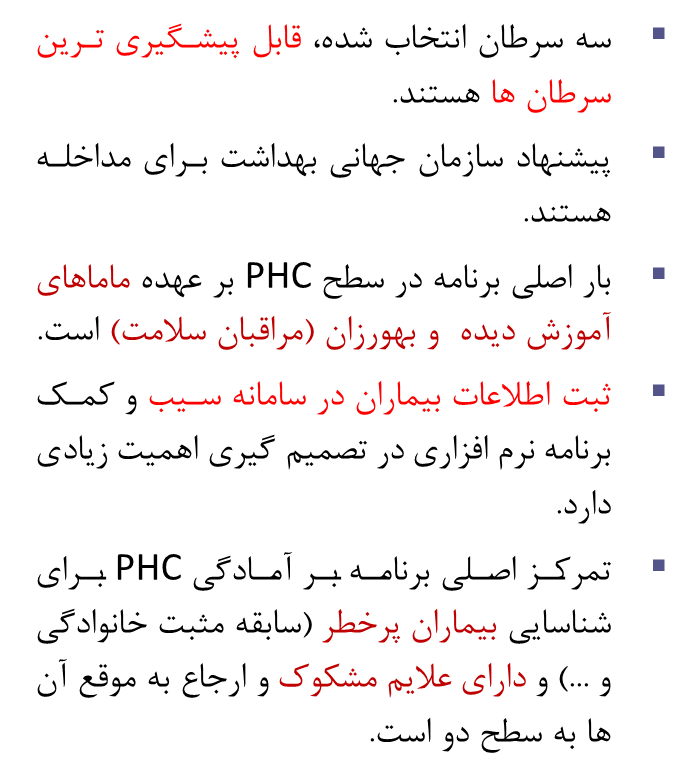 ▪ سه سرطان انتخاب شده، قابل پیشگیری ترین
سرطان ها هستند.
▪ پیشنهاد سازمان جهانی بهداشت برای مداخله
هستند.
▪ بار اصلی برنامه در سطح PHC بر عهده ماماهای
آموزش دیده و بهورزان (مراقبان سلامت) است.
▪ ثبت اطلاعات بیماران در سامانه سیب و کمک
برنامه نرم افزاری در تصمیم گیری اهمیت زیادی
دارد.
▪ تمرکز اصلی برنامه بر آمادگی PHC برای
شناسایی بیماران پرخطر (سابقه مثبت خانوادگی
و ...) و دارای علایم مشکوک و ارجاع به موقع آن
ها به سطح دو است.